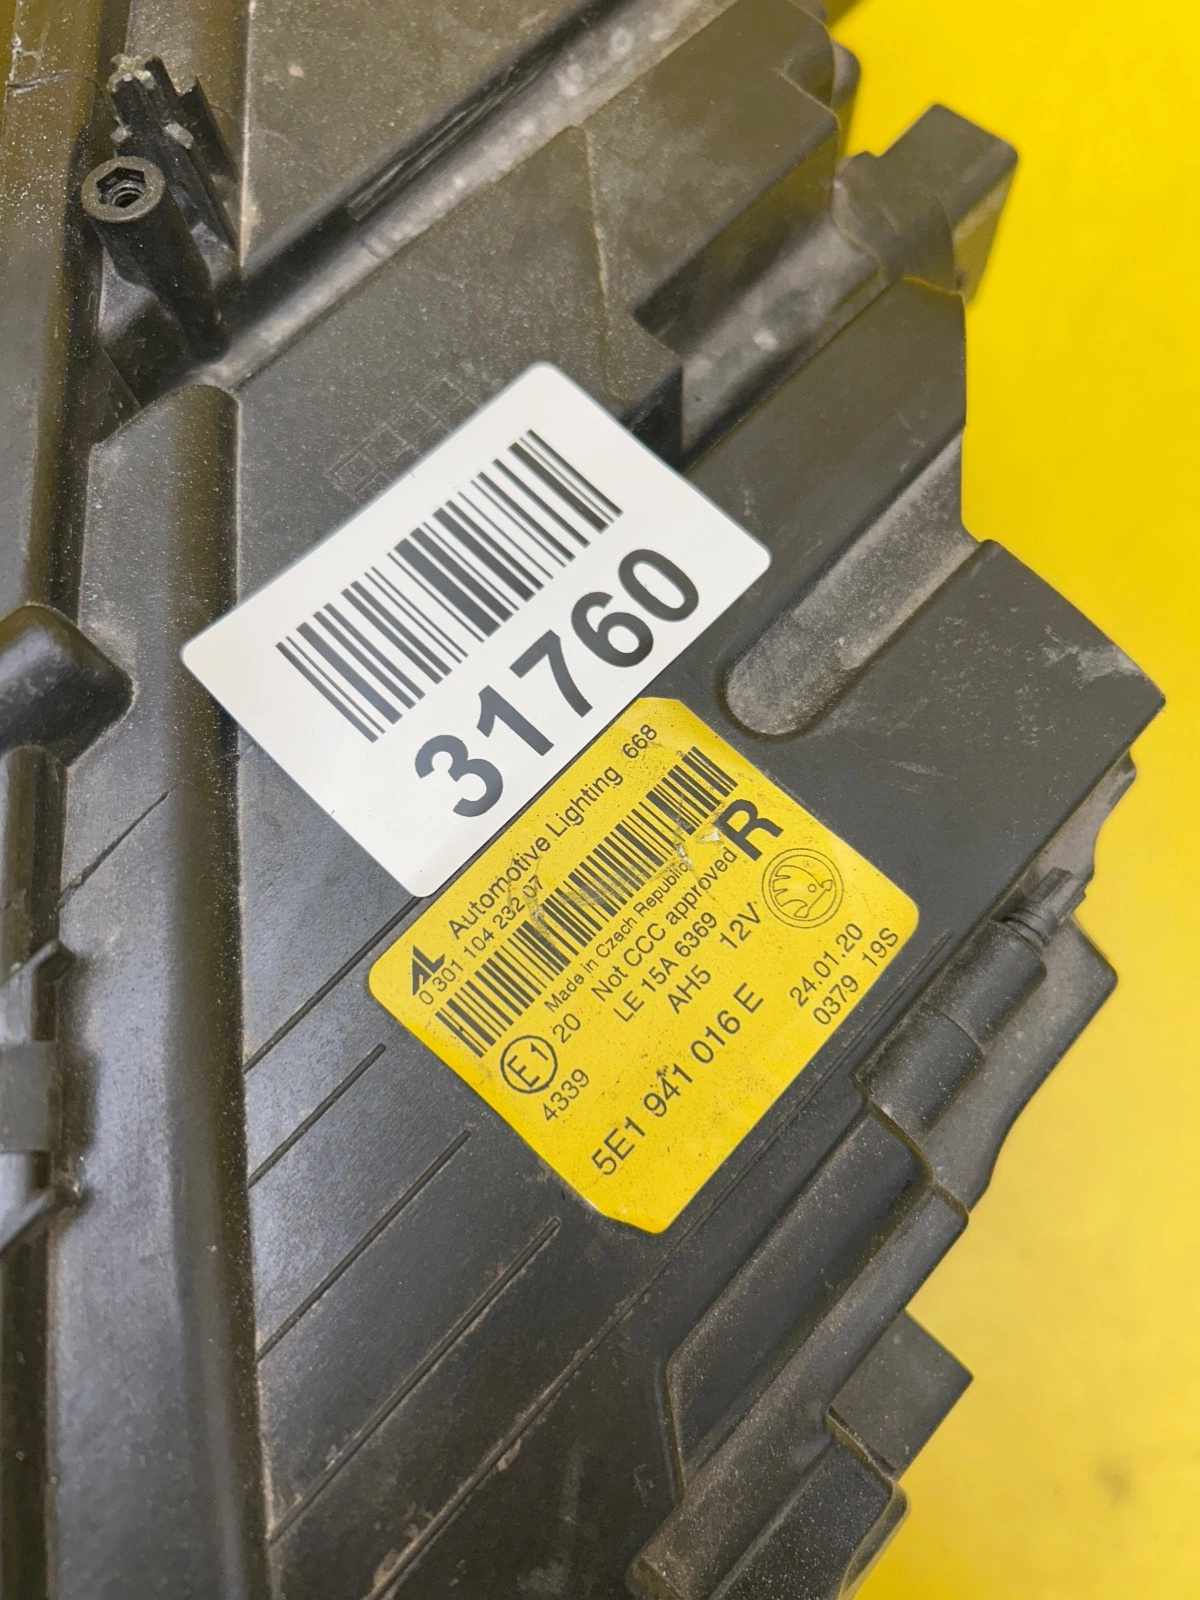 31760
Automotive Lighting 668
0 301 104 232 07
R
Made in Czech Republic
Not CCC approved
E1
20
LE 15A 6369
4339
AH5 12V
5E1 941 016 E
24.01.20
0379 19S